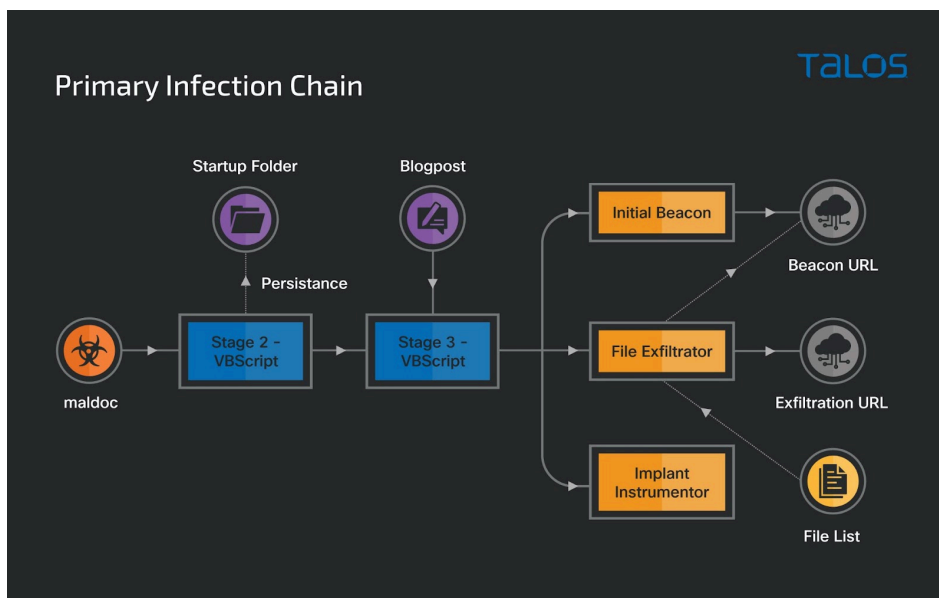 TALOS
Primary Infection Chain
Startup Folder
Blogpost
Initial Beacon
Beacon URL
Persistance
Stage 2 -
VBScript
Stage 3 -
VBScript
File Exfiltrator
maldoc
Exfiltration URL
Implant
Instrumentor
File List